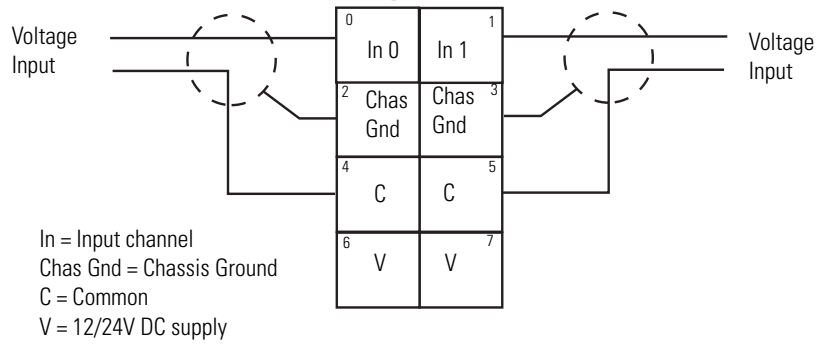 Voltage
Input
0
In 0
1
In 1
Voltage
Input
2
Chas
Gnd
3
Chas
Gnd
4
C
5
C
6
V
7
V
In = Input channel
Chas Gnd = Chassis Ground
C = Common
V = 12/24V DC supply